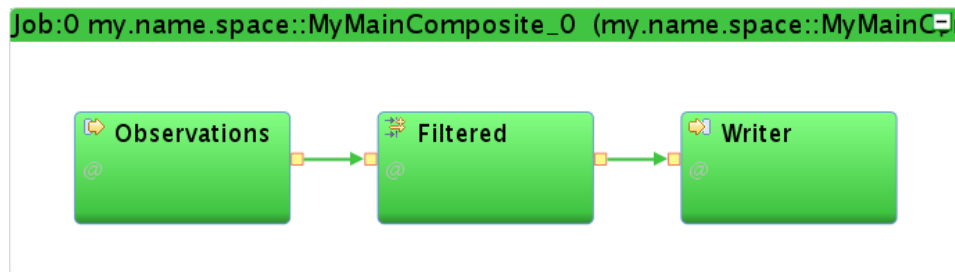 Job:0 my.name.space::MyMainComposite_0 (my.name.space::MyMainC
Observations
@
Filtered
@
Writer
@